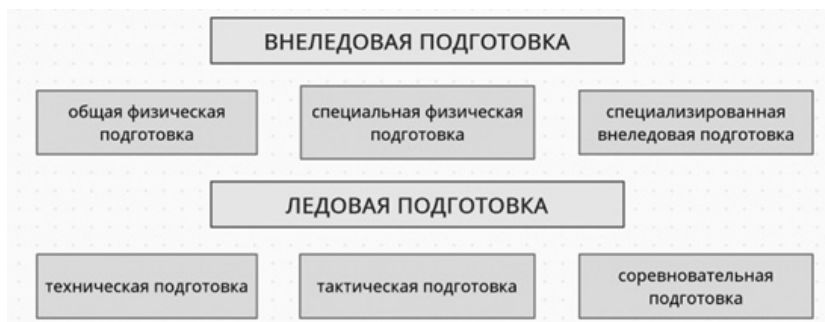 ВНЕЛЕДОВАЯ ПОДГОТОВКА
общая физическая
подготовка
специальная физическая
подготовка
специализированная
внеледовая подготовка
ЛЕДОВАЯ ПОДГОТОВКА
техническая подготовка
тактическая подготовка
соревновательная
подготовка